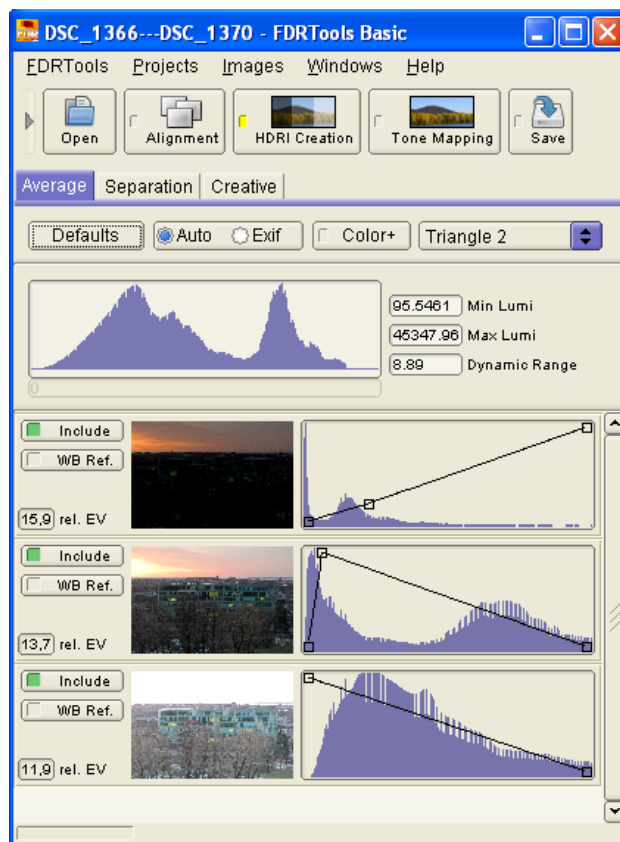 DSC_1366---DSC_1370 - FDRTools Basic
FDRTools Projects Images Windows Help
Open Alignment HDRI Creation Tone Mapping Save
Average Separation Creative
Defaults Auto Exif Color+ Triangle 2
95.5461 Min Lumi
45347.96 Max Lumi
8.89 Dynamic Range
0
Include
WB Ref.
15,9 rel. EV
Include
WB Ref.
13,7 rel. EV
Include
WB Ref.
11,9 rel. EV